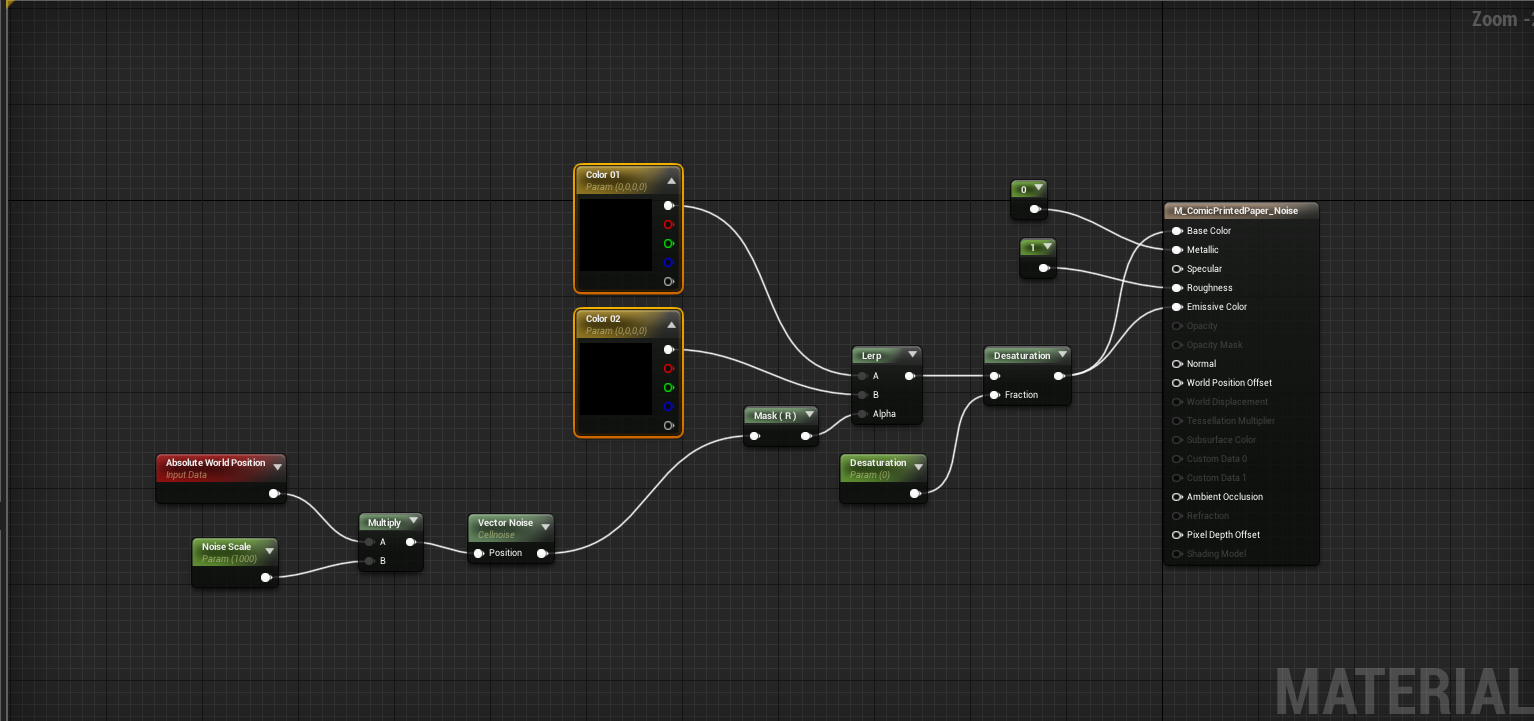 Zoom -
Color 01
Param (0,0,0,0)
Color 02
Param (0,0,0,0)
0
1
M_ComicPrintedPaper_Noise
Base Color
Metallic
Specular
Roughness
Emissive Color
Opacity
Opacity Mask
Normal
World Position Offset
World Displacement
Tessellation Multiplier
Subsurface Color
Custom Data 0
Custom Data 1
Ambient Occlusion
Refraction
Pixel Depth Offset
Shading Model
Lerp
A
B
Alpha
Desaturation
Fraction
Mask ( R )
Desaturation
Param (0)
Absolute World Position
Input Data
Noise Scale
Param (1000)
Multiply
A
B
Vector Noise
Cellnoise
Position
MATERIAL